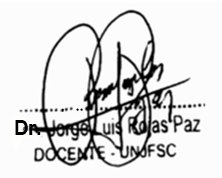 Dr. Jorge Luis Rojas Paz
DOCENTE - UNJFSC